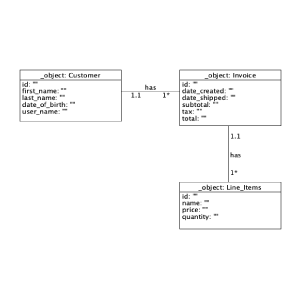 _object: Customer
id: ""
first_name: ""
last_name: ""
date_of_birth: ""
user_name: ""
has
1.1
1*
_object: Invoice
id: ""
date_created: ""
date_shipped: ""
subtotal: ""
tax: ""
total: ""
1.1
has
1*
_object: Line_Items
id: ""
name: ""
price: ""
quantity: ""